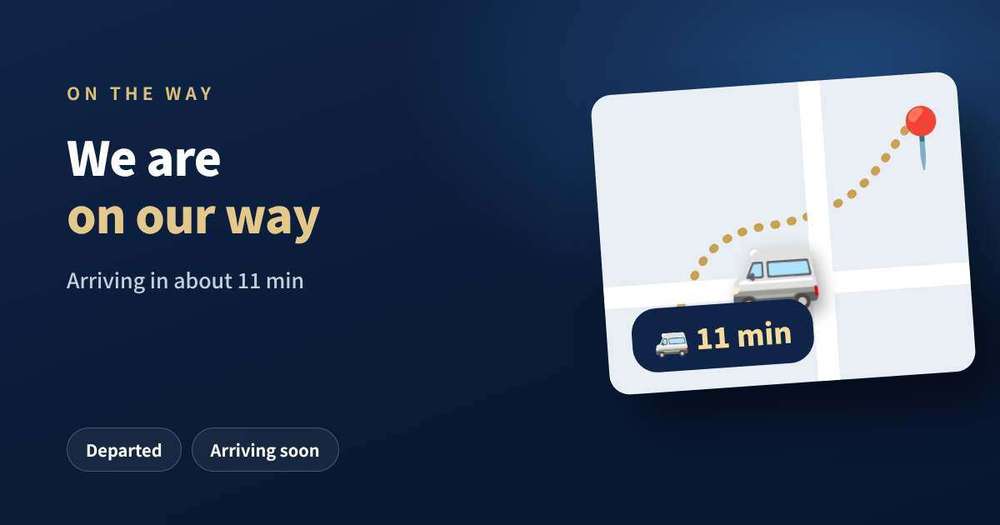 ON THE WAY
We are
on our way
Arriving in about 11 min
11 min
Departed
Arriving soon